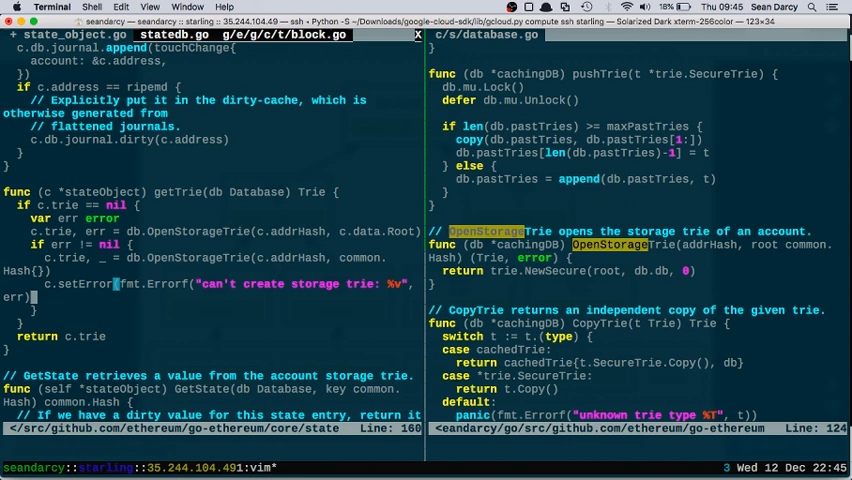 Terminal Shell Edit View Window Help
18% Thu 09:45 Sean Darcy
seandarcy — seandarcy :: starling :: 35.244.104.49 — ssh ◂ Python -S ~/Downloads/google-cloud-sdk/lib/gcloud.py compute ssh starling — Solarized Dark xterm-256color — 123×34
+ state_object.go statedb.go g/e/g/c/t/block.go X
c.db.journal.append(touchChange{
account: &c.address,
})
if c.address == ripemd {
// Explicitly put it in the dirty-cache, which is
otherwise generated from
// flattened journals.
c.db.journal.dirty(c.address)
}
}
func (c *stateObject) getTrie(db Database) Trie {
if c.trie == nil {
var err error
c.trie, err = db.OpenStorageTrie(c.addrHash, c.data.Root)
if err != nil {
c.trie, _ = db.OpenStorageTrie(c.addrHash, common.
Hash{})
c.setError(fmt.Errorf("can't create storage trie: %v",
err)
}
}
return c.trie
}
// GetState retrieves a value from the account storage trie.
func (self *stateObject) GetState(db Database, key common.
Hash) common.Hash {
// If we have a dirty value for this state entry, return it
</src/github.com/ethereum/go-ethereum/core/state Line: 160
c/s/database.go
}
func (db *cachingDB) pushTrie(t *trie.SecureTrie) {
db.mu.Lock()
defer db.mu.Unlock()
if len(db.pastTries) >= maxPastTries {
copy(db.pastTries, db.pastTries[1:])
db.pastTries[len(db.pastTries)-1] = t
} else {
db.pastTries = append(db.pastTries, t)
}
}
// OpenStorageTrie opens the storage trie of an account.
func (db *cachingDB) OpenStorageTrie(addrHash, root common.
Hash) (Trie, error) {
return trie.NewSecure(root, db.db, 0)
}
// CopyTrie returns an independent copy of the given trie.
func (db *cachingDB) CopyTrie(t Trie) Trie {
switch t := t.(type) {
case cachedTrie:
return cachedTrie{t.SecureTrie.Copy(), db}
case *trie.SecureTrie:
return t.Copy()
default:
panic(fmt.Errorf("unknown trie type %T", t))
<eandarcy/go/src/github.com/ethereum/go-ethereum Line: 124
seandarcy::starling::35.244.104.491:vim* 3 Wed 12 Dec 22:45